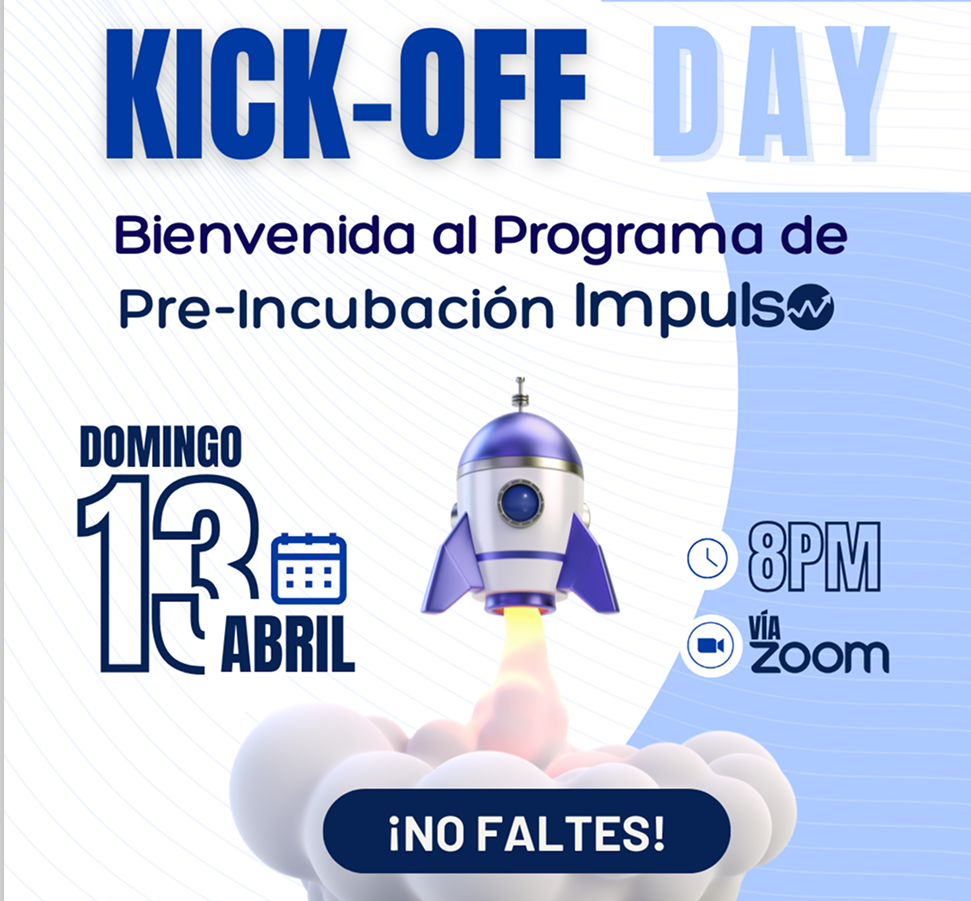 KICK-OFF DAY
Bienvenida al Programa de
Pre-Incubación Impulso
DOMINGO
13
ABRIL
8PM
VÍA
zoom
¡NO FALTES!